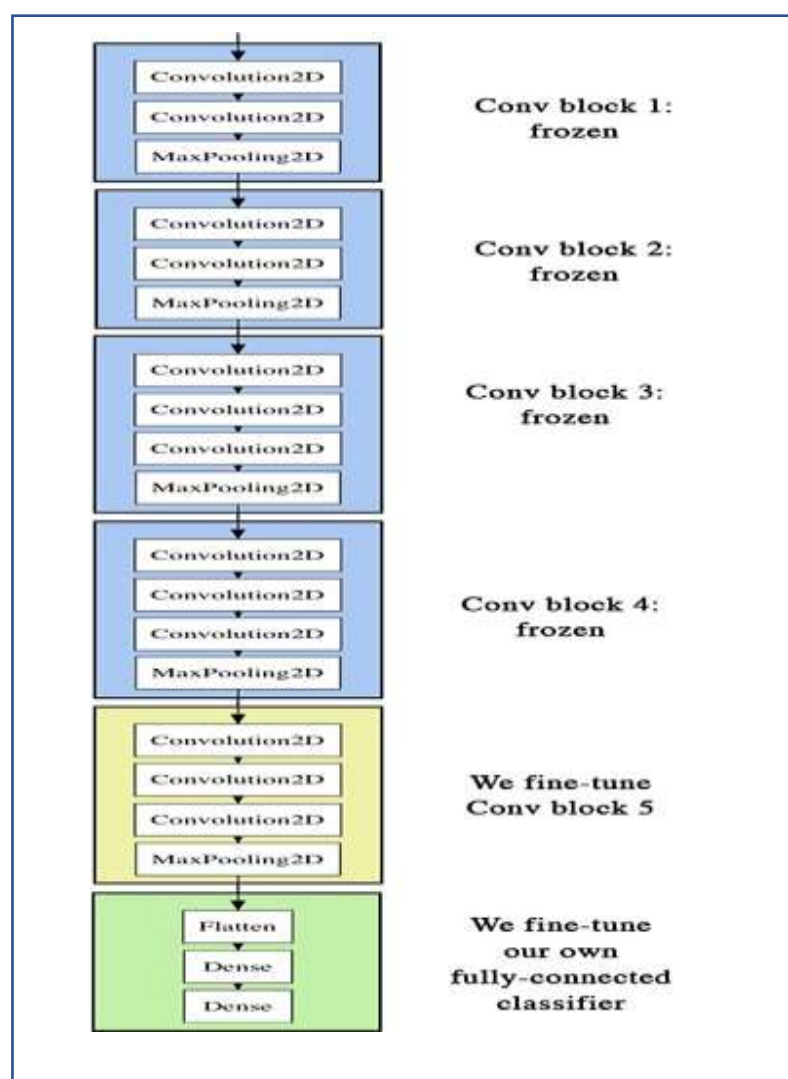 Convolution2D
Convolution2D
MaxPooling2D
Conv block 1:
frozen
Convolution2D
Convolution2D
MaxPooling2D
Conv block 2:
frozen
Convolution2D
Convolution2D
Convolution2D
MaxPooling2D
Conv block 3:
frozen
Convolution2D
Convolution2D
Convolution2D
MaxPooling2D
Conv block 4:
frozen
Convolution2D
Convolution2D
Convolution2D
MaxPooling2D
We fine-tune
Conv block 5
Flatten
Dense
Dense
We fine-tune
our own
fully-connected
classifier